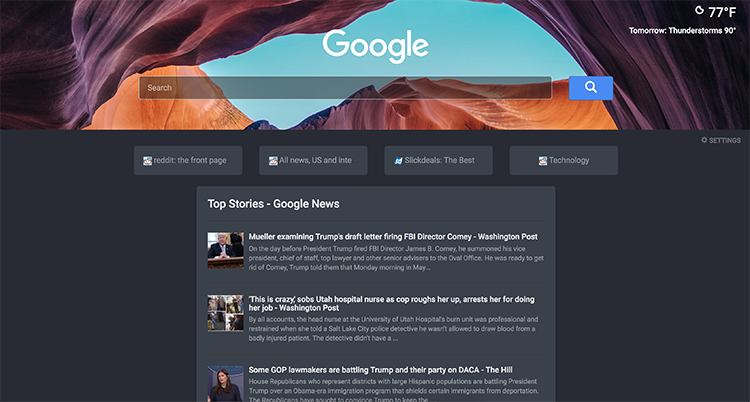 77°F
Tomorrow: Thunderstorms 90°
Google
Search
SETTINGS
reddit: the front page
All news, US and inte
Slickdeals: The Best
Technology
Top Stories - Google News
Mueller examining Trump's draft letter firing FBI Director Comey - Washington Post
On the day before President Trump fired FBI Director James B. Comey, he summoned his vice
president, chief of staff, top lawyer and other senior advisers to the Oval Office. He was ready to get
rid of Comey, Trump told them that Monday morning in May...
'This is crazy,' sobs Utah hospital nurse as cop roughs her up, arrests her for doing
her job - Washington Post
By all accounts, the head nurse at the University of Utah Hospital's burn unit was professional and
restrained when she told a Salt Lake City police detective he wasn't allowed to draw blood from a
badly injured patient. The detective didn't have a ...
Some GOP lawmakers are battling Trump and their party on DACA - The Hill
House Republicans who represent districts with large Hispanic populations are battling President
Trump over an Obama-era immigration program that shields certain immigrants from deportation.
The Republicans have sought to convince Trump to keep the